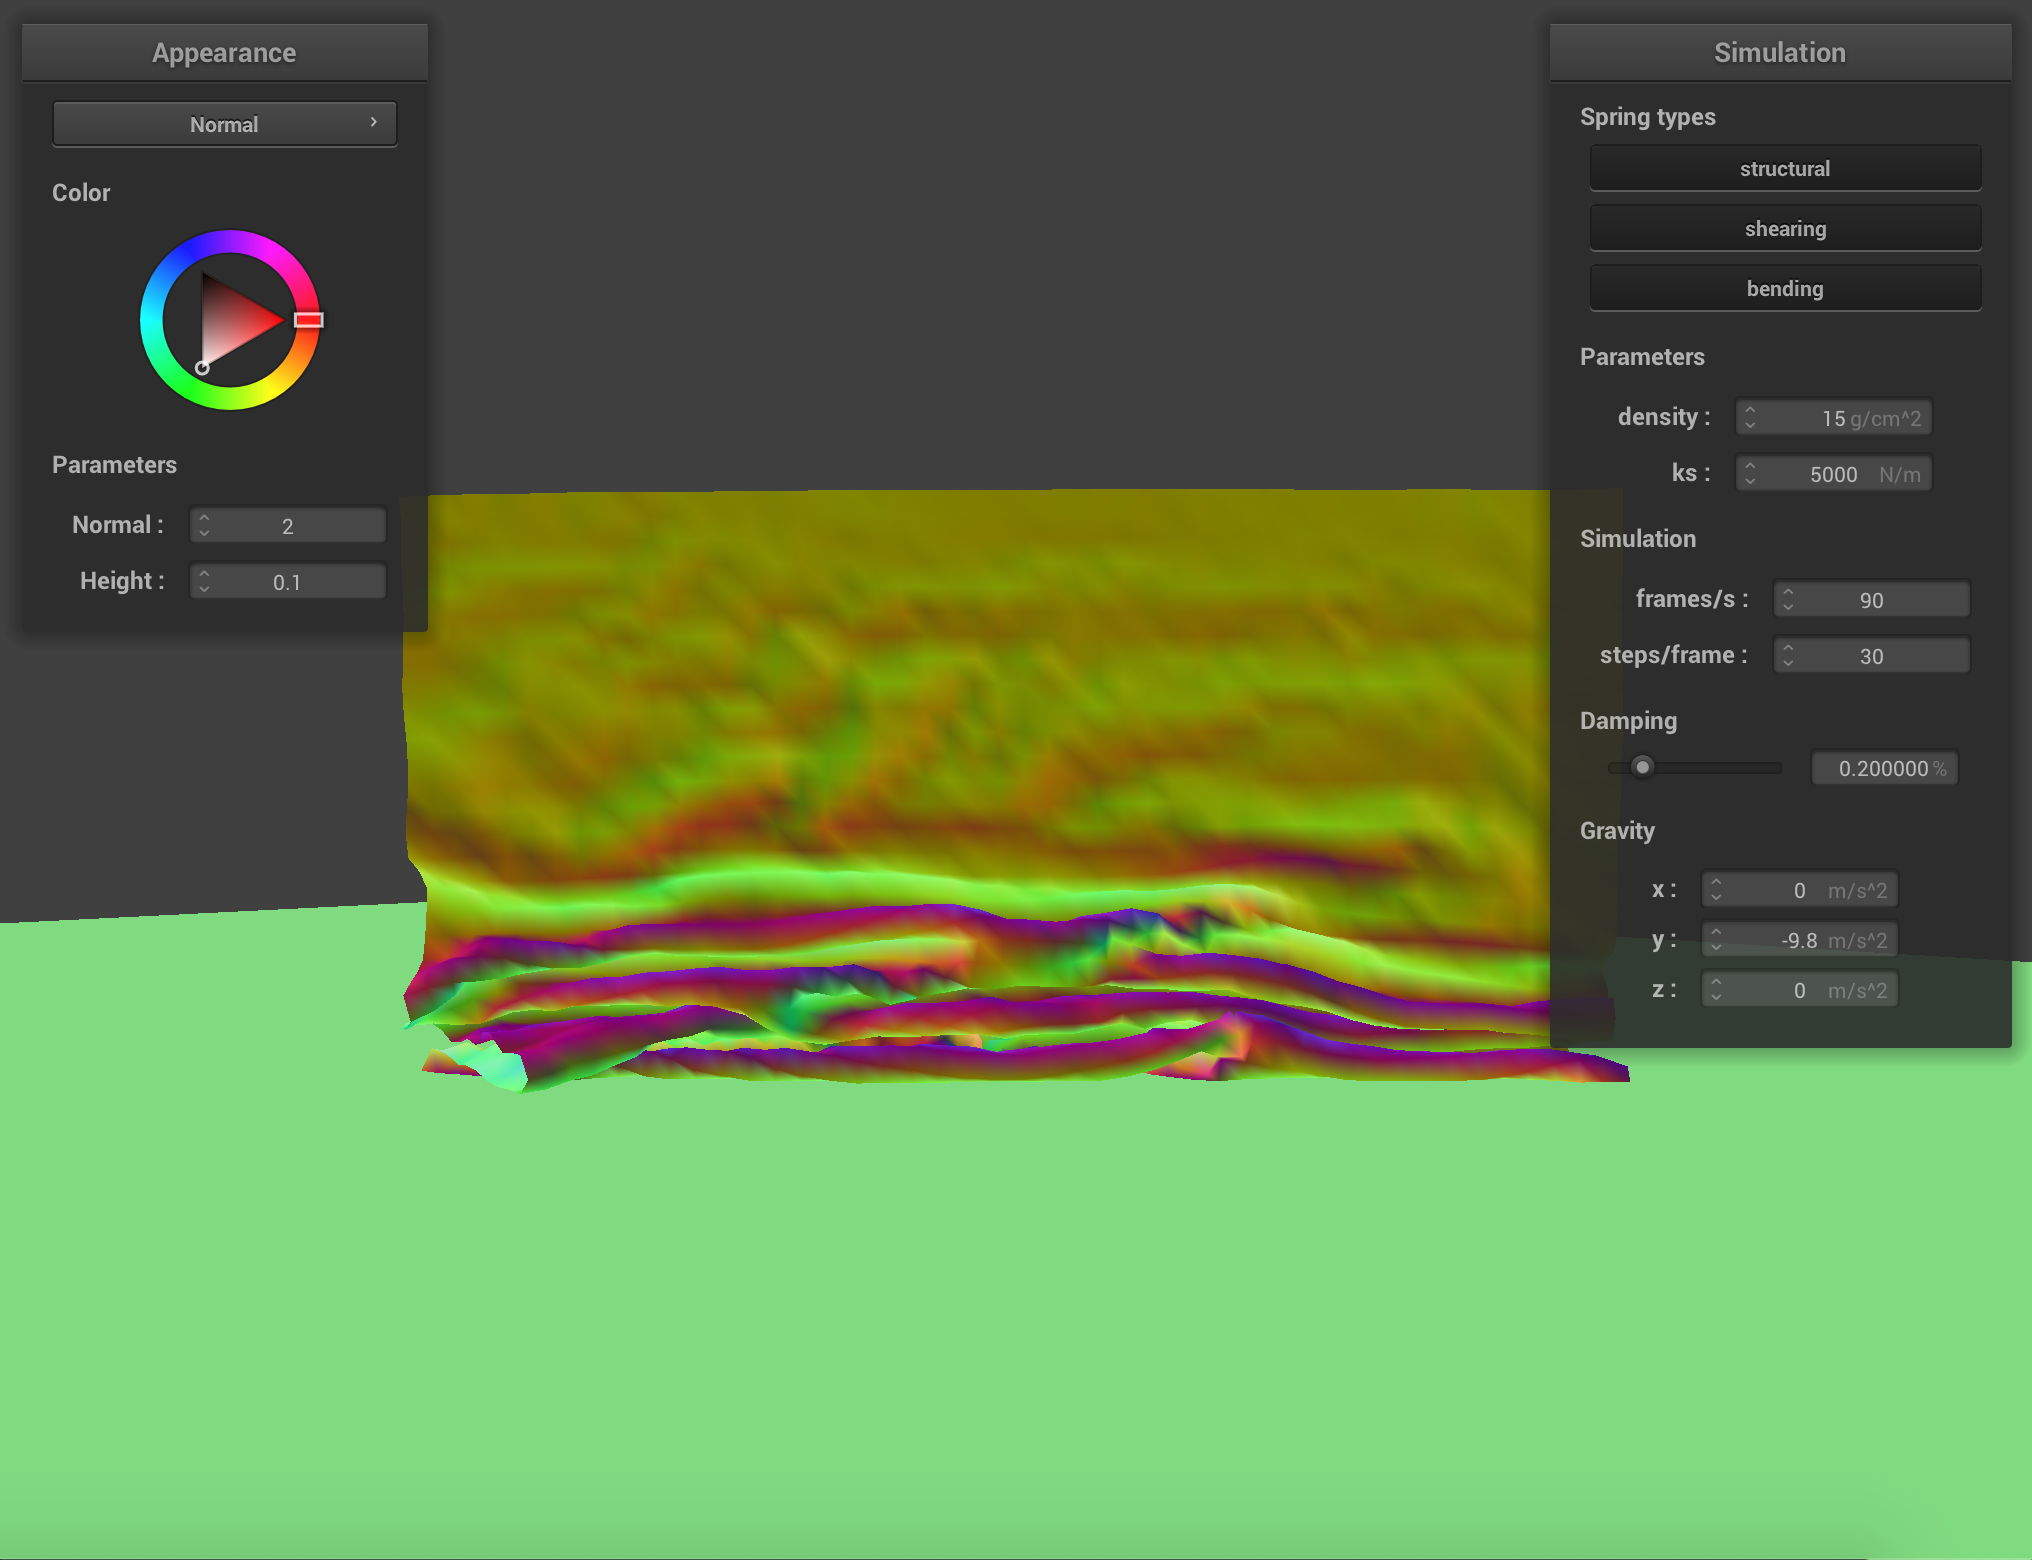 Appearance
Normal
Color
Parameters
Normal : 2
Height : 0.1
Simulation
Spring types
structural
shearing
bending
Parameters
density : 15 g/cm^2
ks : 5000 N/m
Simulation
frames/s : 90
steps/frame : 30
Damping
0.200000 %
Gravity
x : 0 m/s^2
y : -9.8 m/s^2
z : 0 m/s^2